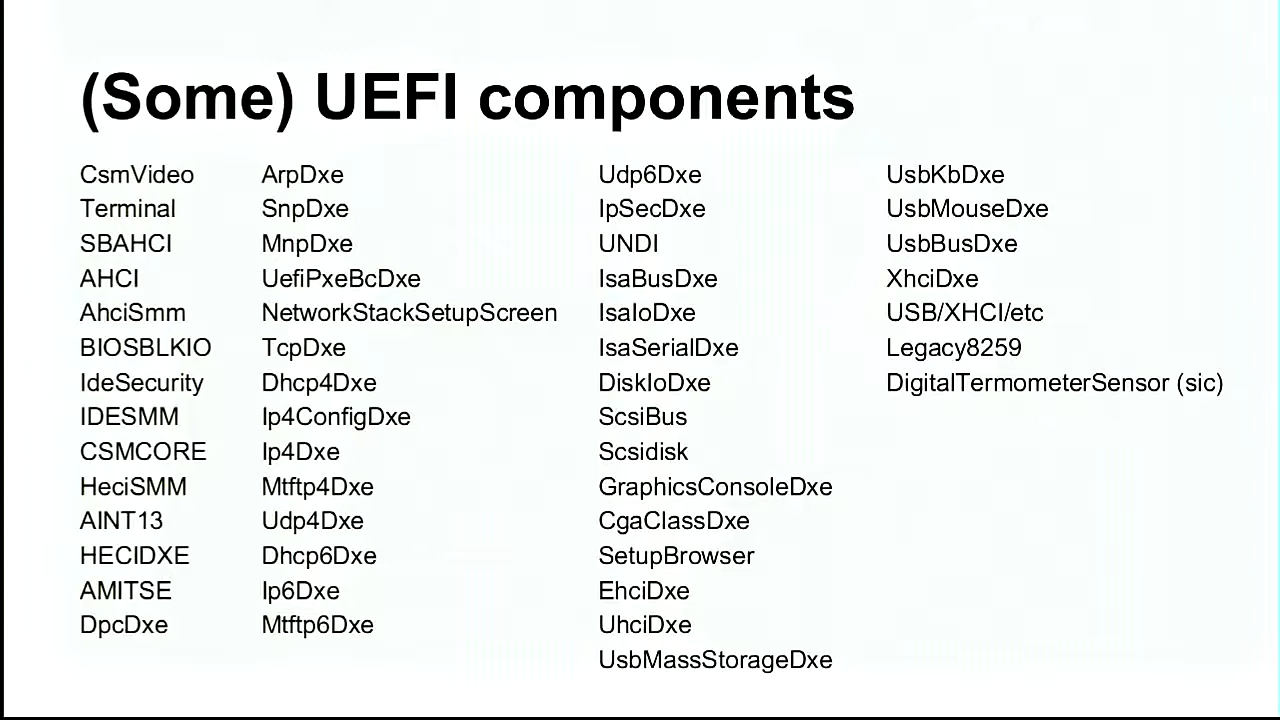 (Some) UEFI components
CsmVideo
Terminal
SBAHCI
AHCI
AhciSmm
BIOSBLKIO
IdeSecurity
IDESMM
CSMCORE
HeciSMM
AINT13
HECIDXE
AMITSE
DpcDxe
ArpDxe
SnpDxe
MnpDxe
UefiPxeBcDxe
NetworkStackSetupScreen
TcpDxe
Dhcp4Dxe
Ip4ConfigDxe
Ip4Dxe
Mtftp4Dxe
Udp4Dxe
Dhcp6Dxe
Ip6Dxe
Mtftp6Dxe
Udp6Dxe
IpSecDxe
UNDI
IsaBusDxe
IsaIoDxe
IsaSerialDxe
DiskIoDxe
ScsiBus
Scsidisk
GraphicsConsoleDxe
CgaClassDxe
SetupBrowser
EhciDxe
UhciDxe
UsbMassStorageDxe
UsbKbDxe
UsbMouseDxe
UsbBusDxe
XhciDxe
USB/XHCI/etc
Legacy8259
DigitalTermometerSensor (sic)